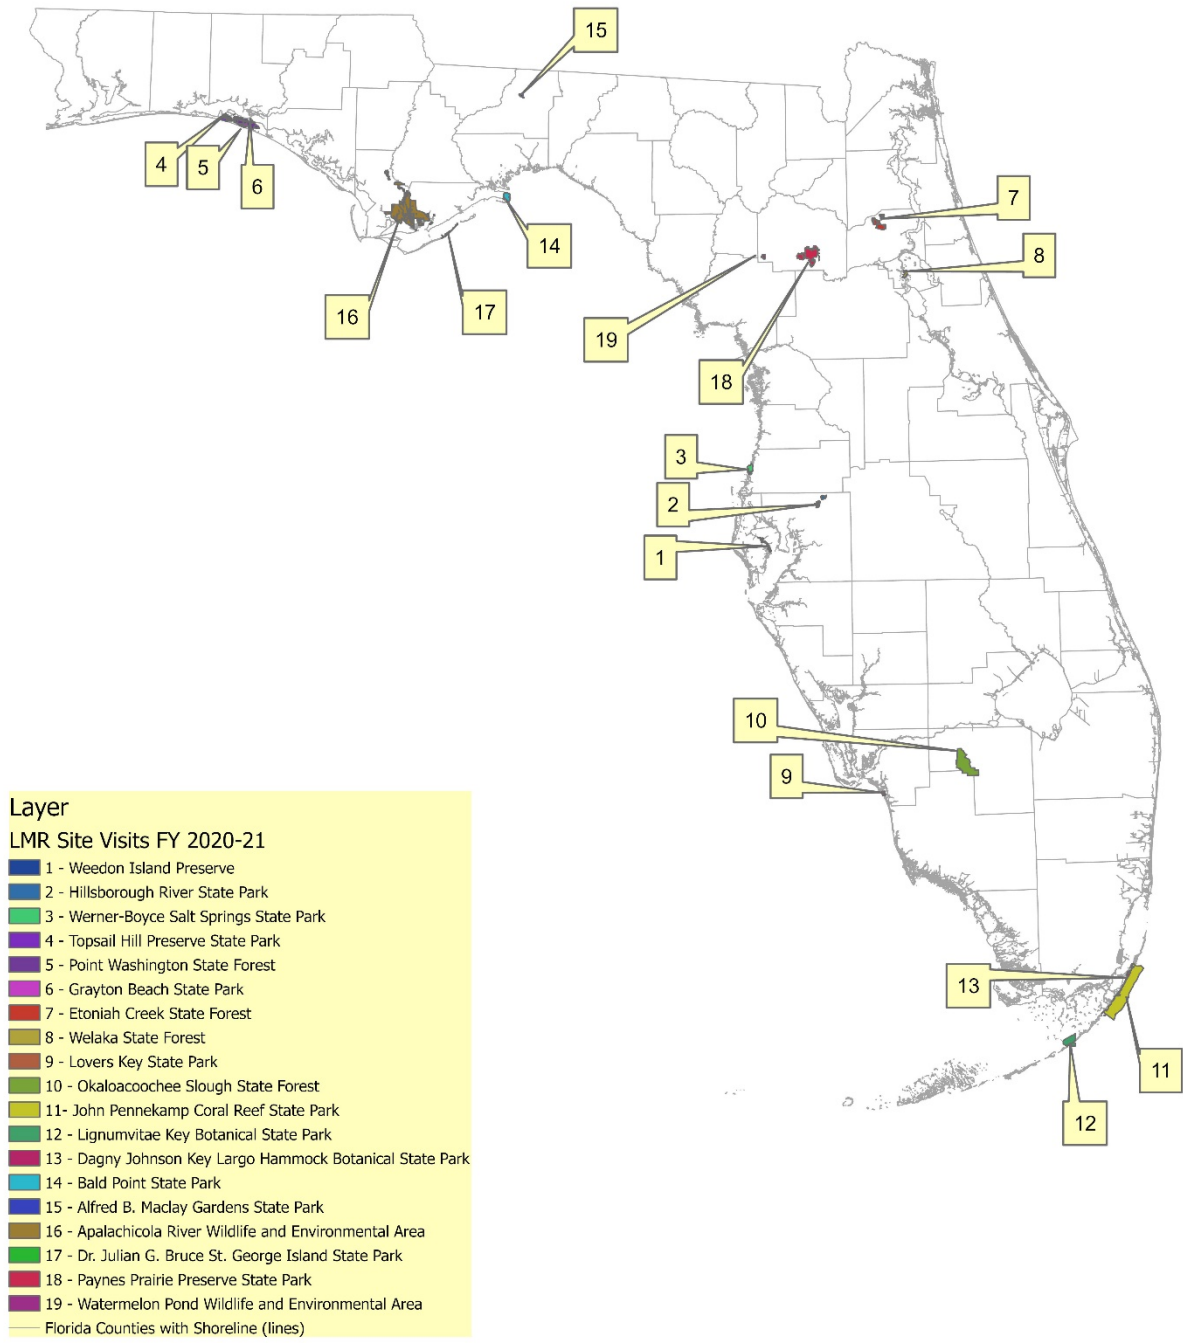 15
4
5
6
7
14
8
16
17
19
18
3
2
1
10
9
13
11
12
Layer
LMR Site Visits FY 2020-21
1 - Weedon Island Preserve
2 - Hillsborough River State Park
3 - Werner-Boyce Salt Springs State Park
4 - Topsail Hill Preserve State Park
5 - Point Washington State Forest
6 - Grayton Beach State Park
7 - Etoniah Creek State Forest
8 - Welaka State Forest
9 - Lovers Key State Park
10 - Okaloacoochee Slough State Forest
11- John Pennekamp Coral Reef State Park
12 - Lignumvitae Key Botanical State Park
13 - Dagny Johnson Key Largo Hammock Botanical State Park
14 - Bald Point State Park
15 - Alfred B. Maclay Gardens State Park
16 - Apalachicola River Wildlife and Environmental Area
17 - Dr. Julian G. Bruce St. George Island State Park
18 - Paynes Prairie Preserve State Park
19 - Watermelon Pond Wildlife and Environmental Area
Florida Counties with Shoreline (lines)